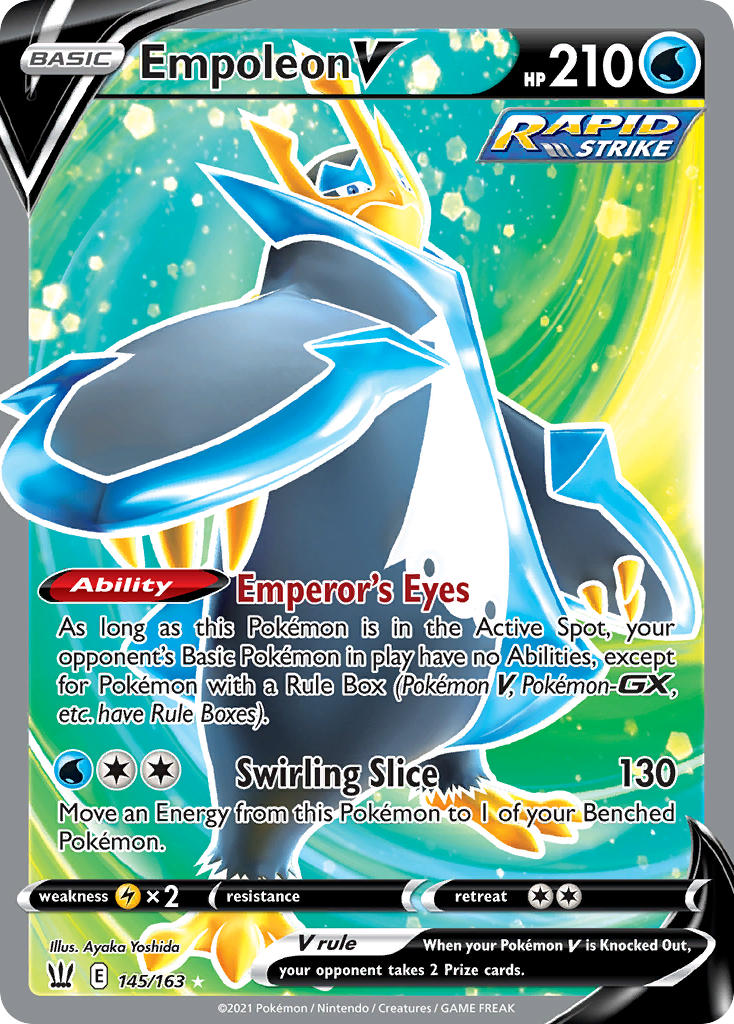 BASIC
Empoleon V
HP 210
RAPID
STRIKE
Ability Emperor's Eyes
As long as this Pokémon is in the Active Spot, your
opponent's Basic Pokémon in play have no Abilities, except
for Pokémon with a Rule Box (Pokémon V, Pokémon-GX,
etc. have Rule Boxes).
Swirling Slice 130
Move an Energy from this Pokémon to 1 of your Benched
Pokémon.
weakness ×2 resistance retreat
Illus. Ayaka Yoshida
V rule When your Pokémon V is Knocked Out,
your opponent takes 2 Prize cards.
E 145/163 ★
©2021 Pokémon / Nintendo / Creatures / GAME FREAK